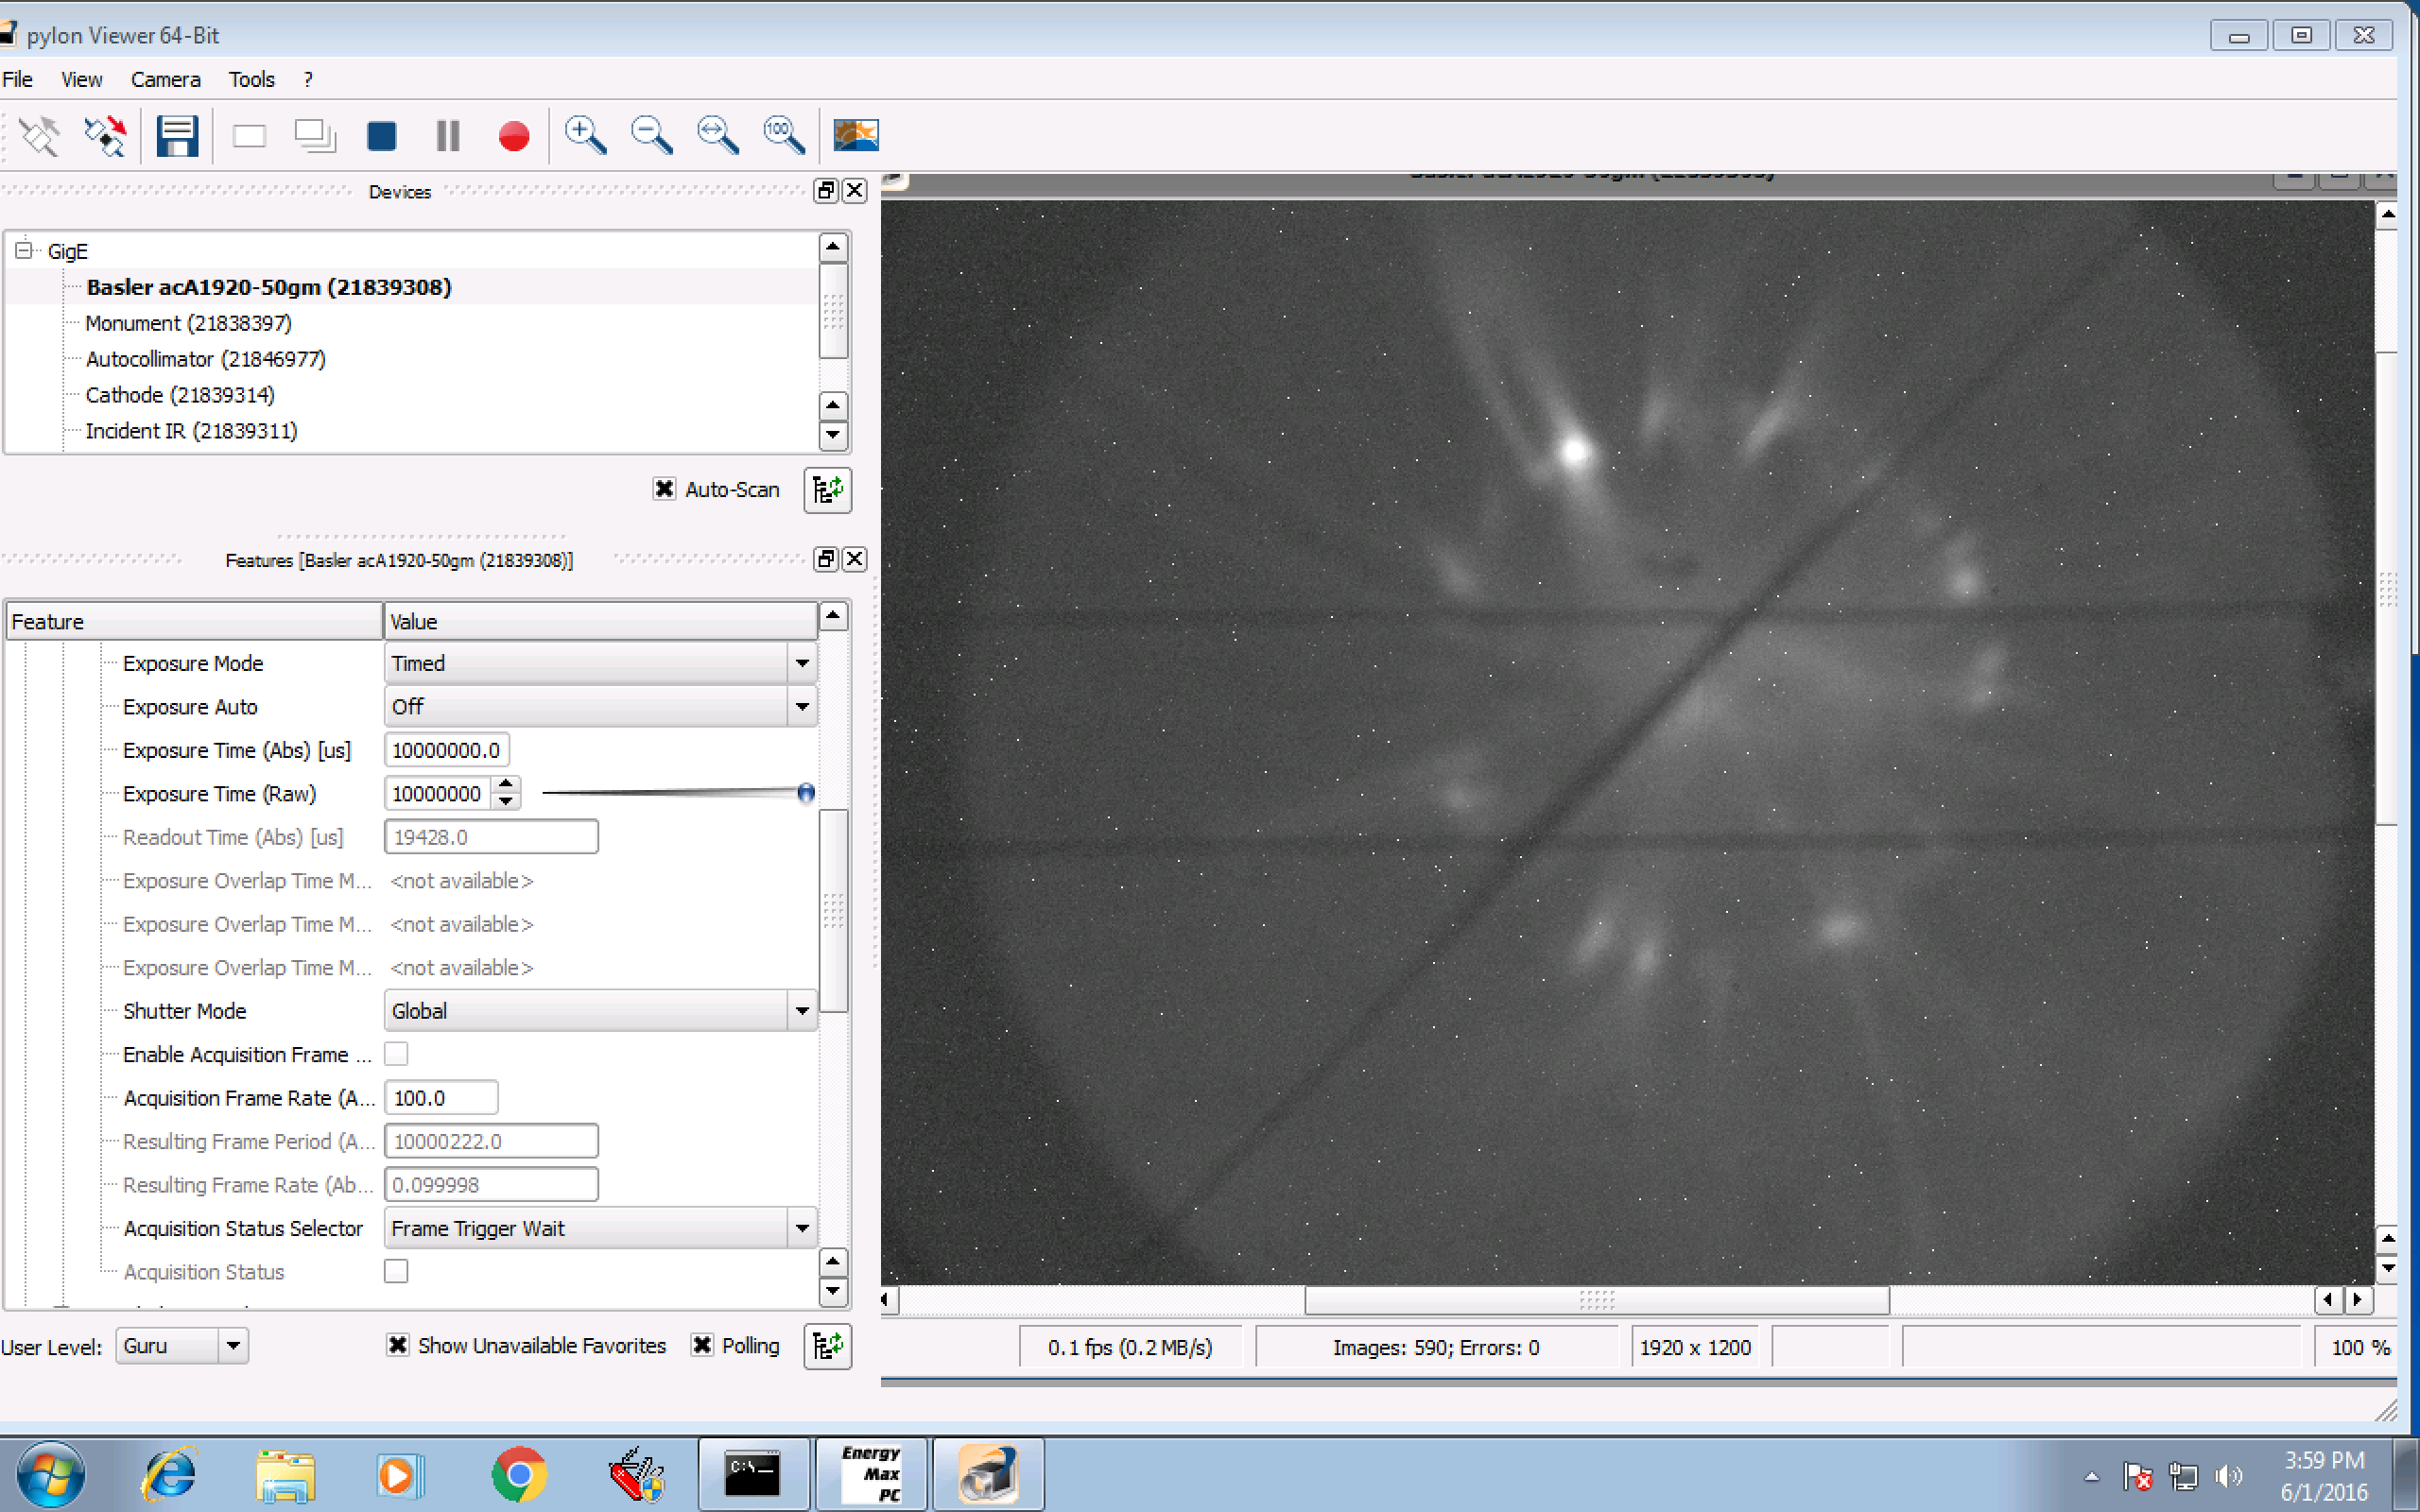 pylon Viewer 64-Bit
File View Camera Tools ?
100
Devices
GigE
Basler acA1920-50gm (21839308)
Monument (21838397)
Autocollimator (21846977)
Cathode (21839314)
Incident IR (21839311)
Auto-Scan
Features [Basler acA1920-50gm (21839308)]
Feature Value
Exposure Mode Timed
Exposure Auto Off
Exposure Time (Abs) [us] 10000000.0
Exposure Time (Raw) 10000000
Readout Time (Abs) [us] 19428.0
Exposure Overlap Time M... <not available>
Exposure Overlap Time M... <not available>
Exposure Overlap Time M... <not available>
Shutter Mode Global
Enable Acquisition Frame ...
Acquisition Frame Rate (A... 100.0
Resulting Frame Period (A... 10000222.0
Resulting Frame Rate (Ab... 0.099998
Acquisition Status Selector Frame Trigger Wait
Acquisition Status
User Level: Guru Show Unavailable Favorites Polling
0.1 fps (0.2 MB/s) Images: 590; Errors: 0 1920 x 1200 100 %
C:\_
Energy
Max
PC
3:59 PM
6/1/2016